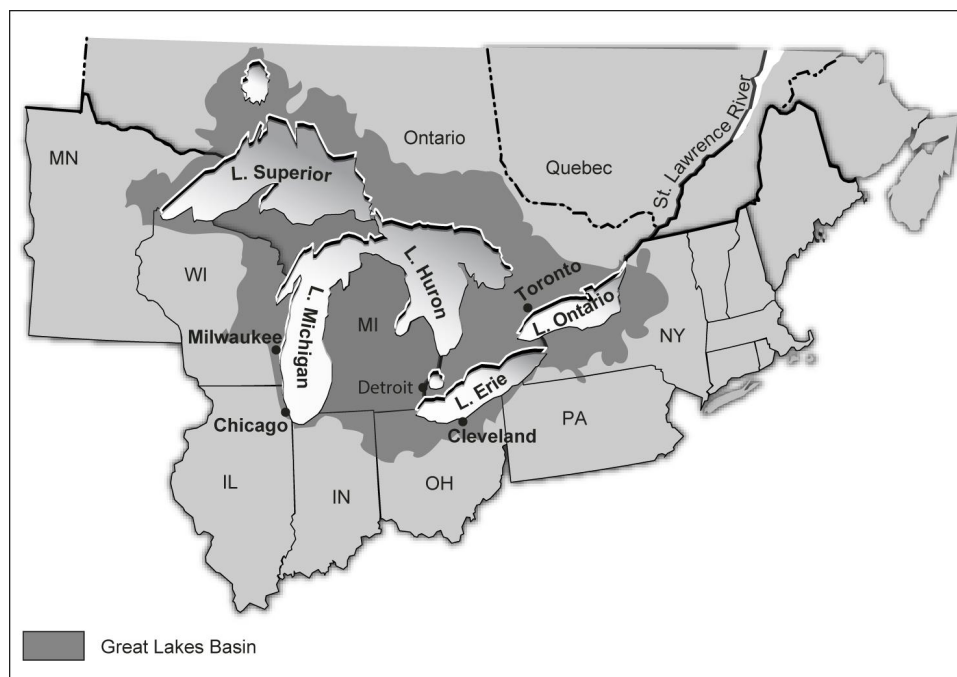 Ontario
St. Lawrence River
MN
Quebec
L. Superior
L. Huron
WI
Toronto
L. Michigan
MI
L. Ontario
NY
Milwaukee
Detroit
L. Erie
Chicago
Cleveland
PA
IL
IN
OH
Great Lakes Basin